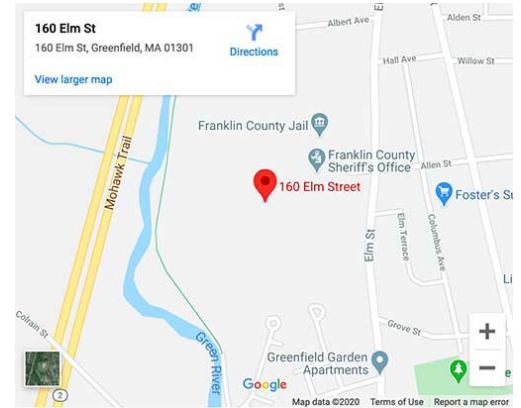 160 Elm St
160 Elm St, Greenfield, MA 01301
Directions
View larger map
Albert Ave
Alden St
Hall Ave
Willow St
Mohawk Trail
Franklin County Jail
Franklin County
Sheriff's Office
Allen St
160 Elm Street
Foster's Su
Elm St
Elm Terrace
Columbus Ave
Li
Colrain St
Green River
Grove St
+
Greenfield Garden
Apartments
−
e
2
Google
Map data ©2020
Terms of Use
Report a map error